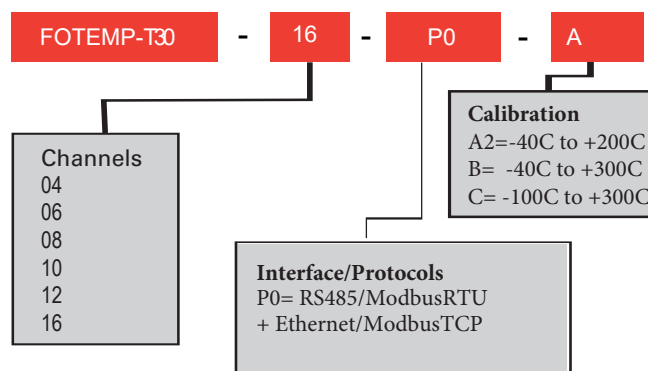 FOTEMP-T30 - 16 - P0 - A
Calibration
A2=-40C to +200C
B= -40C to +300C
C= -100C to +300C
Channels
04
06
08
10
12
16
Interface/Protocols
P0= RS485/ModbusRTU
+ Ethernet/ModbusTCP